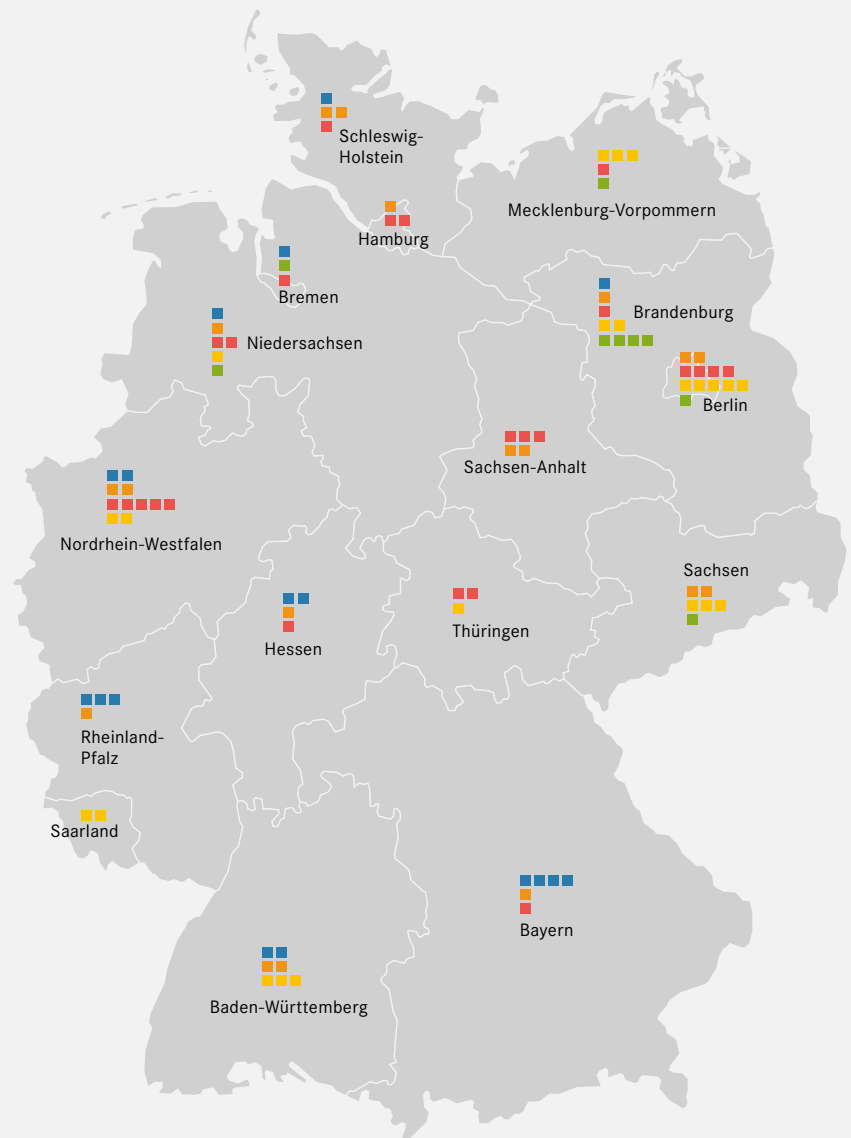 Schleswig-
Holstein
Mecklenburg-Vorpommern
Hamburg
Bremen
Brandenburg
Niedersachsen
Berlin
Sachsen-Anhalt
Nordrhein-Westfalen
Sachsen
Thüringen
Hessen
Rheinland-
Pfalz
Saarland
Bayern
Baden-Württemberg